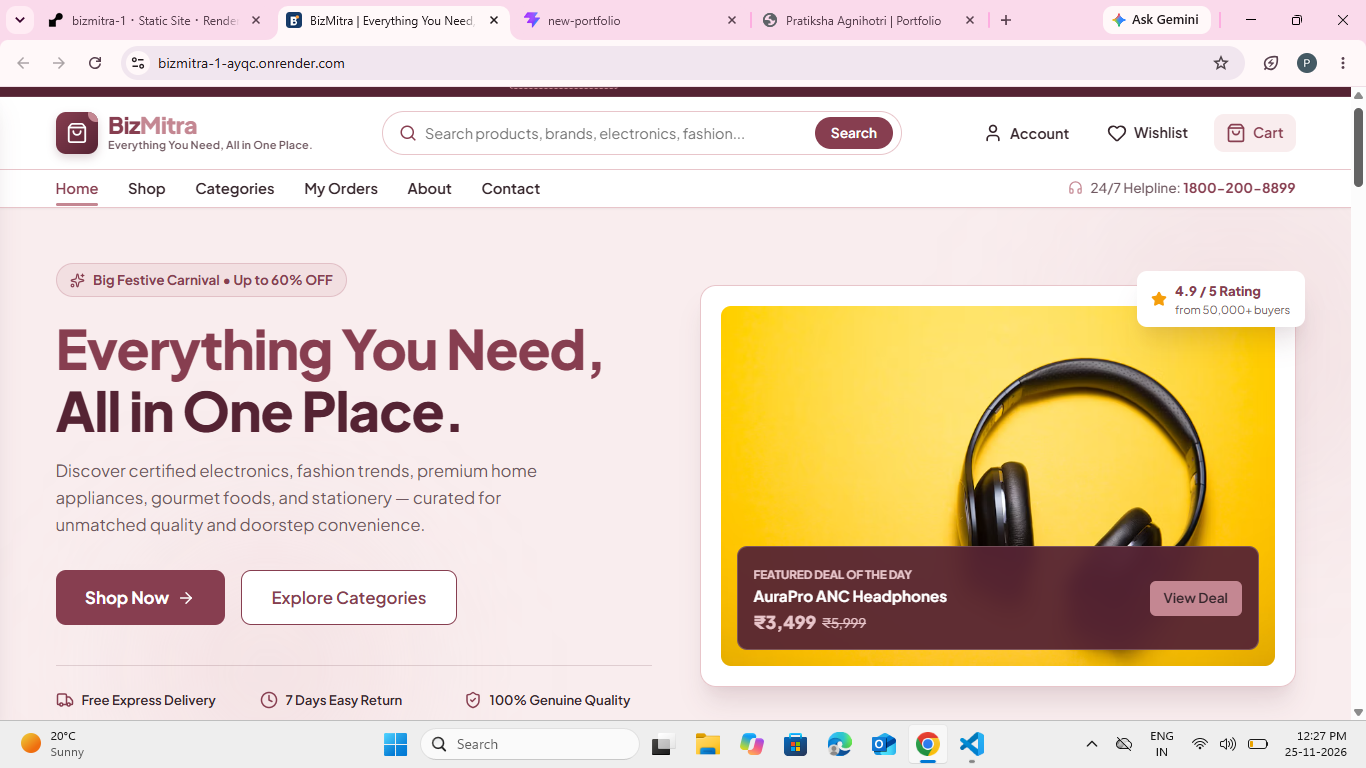 bizmitra-1 · Static Site · Render
BizMitra | Everything You Need,
new-portfolio
Pratiksha Agnihotri | Portfolio
Ask Gemini
bizmitra-1-ayqc.onrender.com
P
BizMitra
Everything You Need, All in One Place.
Search products, brands, electronics, fashion...
Search
Account
Wishlist
Cart
Home
Shop
Categories
My Orders
About
Contact
24/7 Helpline: 1800-200-8899
Big Festive Carnival • Up to 60% OFF
Everything You Need,
All in One Place.
Discover certified electronics, fashion trends, premium home
appliances, gourmet foods, and stationery — curated for
unmatched quality and doorstep convenience.
Shop Now
Explore Categories
Free Express Delivery
7 Days Easy Return
100% Genuine Quality
4.9 / 5 Rating
from 50,000+ buyers
FEATURED DEAL OF THE DAY
AuraPro ANC Headphones
₹3,499 ₹5,999
View Deal
20°C
Sunny
Search
ENG
IN
12:27 PM
25-11-2026